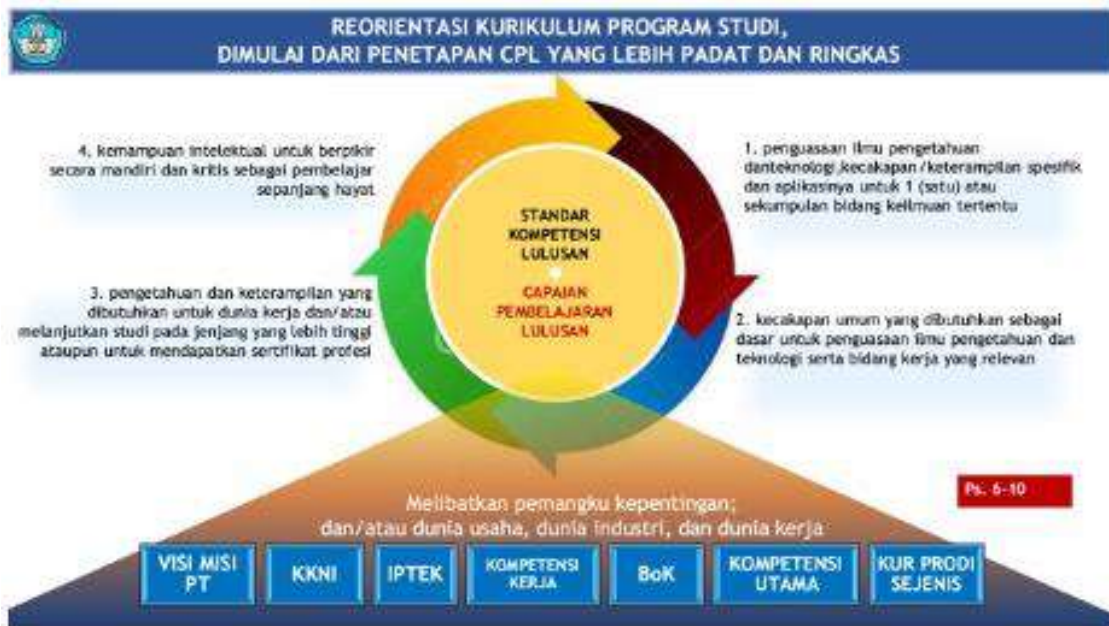 REORIENTASI KURIKULUM PROGRAM STUDI,
DIMULAI DARI PENETAPAN CPL YANG LEBIH PADAT DAN RINGKAS
4. kemampuan intelektual untuk berpikir
secara mandiri dan kritis sebagai pembelajar
sepanjang hayat
1. penguasaan ilmu pengetahuan
danteknologi,kecakapan/keterampilan spesifik
dan aplikasinya untuk 1 (satu) atau
sekumpulan bidang keilmuan tertentu
STANDAR
KOMPETENSI
LULUSAN
CAPAIAN
PEMBELAJARAN
LULUSAN
3. pengetahuan dan keterampilan yang
dibutuhkan untuk dunia kerja dan/atau
melanjutkan studi pada jenjang yang lebih tinggi
ataupun untuk mendapatkan sertifikat profesi
2. kecakapan umum yang dibutuhkan sebagai
dasar untuk penguasaan ilmu pengetahuan dan
teknologi serta bidang kerja yang relevan
Ps. 6-10
Melibatkan pemangku kepentingan;
dan/atau dunia usaha, dunia industri, dan dunia kerja
VISI MISI
PT
KKNI
IPTEK
KOMPETENSI
KERJA
BoK
KOMPETENSI
UTAMA
KUR PRODI
SEJENIS